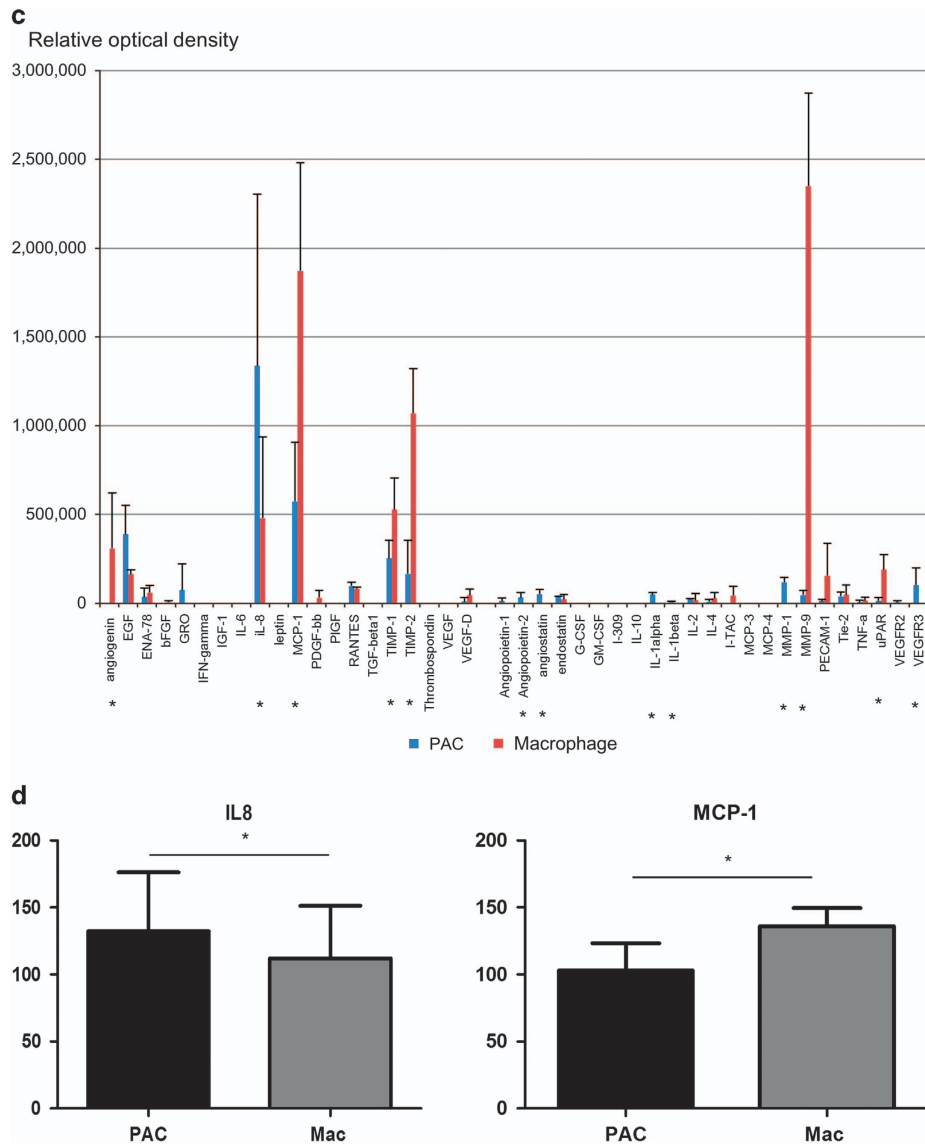 c
Relative optical density
3,000,000
2,500,000
2,000,000
1,500,000
1,000,000
500,000
0
angiogenin
EGF
ENA-78
bFGF
GRO
IFN-gamma
IGF-1
IL-6
iL-8
leptin
MCP-1
PDGF-bb
PlGF
RANTES
TGF-beta1
TIMP-1
TIMP-2
Thrombospondin
VEGF
VEGF-D
Angiopoietin-1
Angiopoietin-2
angiostatin
endostatin
G-CSF
GM-CSF
I-309
IL-10
IL-1alpha
IL-1beta
IL-2
IL-4
I-TAC
MCP-3
MCP-4
MMP-1
MMP-9
PECAM-1
Tie-2
TNF-a
uPAR
VEGFR2
VEGFR3
* * * * * * * * * * * * *
PAC Macrophage
d
IL8
*
200
150
100
50
0
PAC Mac
MCP-1
*
200
150
100
50
0
PAC Mac